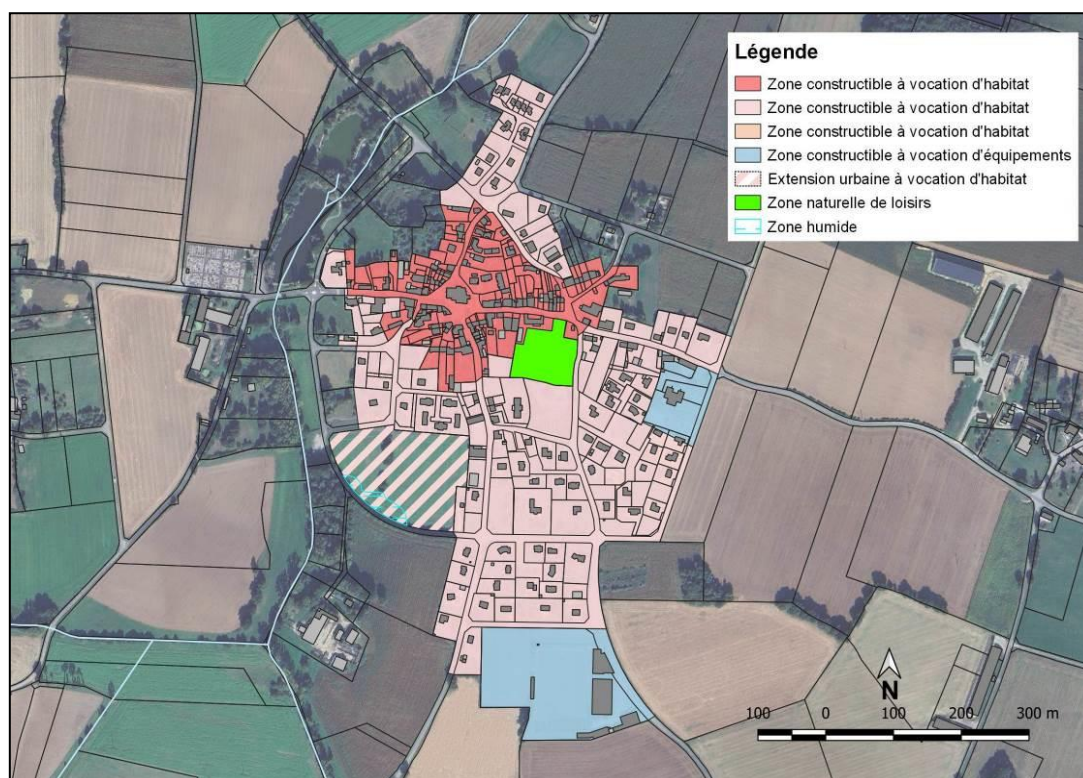 Légende
Zone constructible à vocation d'habitat
Zone constructible à vocation d'habitat
Zone constructible à vocation d'habitat
Zone constructible à vocation d'équipements
Extension urbaine à vocation d'habitat
Zone naturelle de loisirs
Zone humide
N
100 0 100 200 300 m